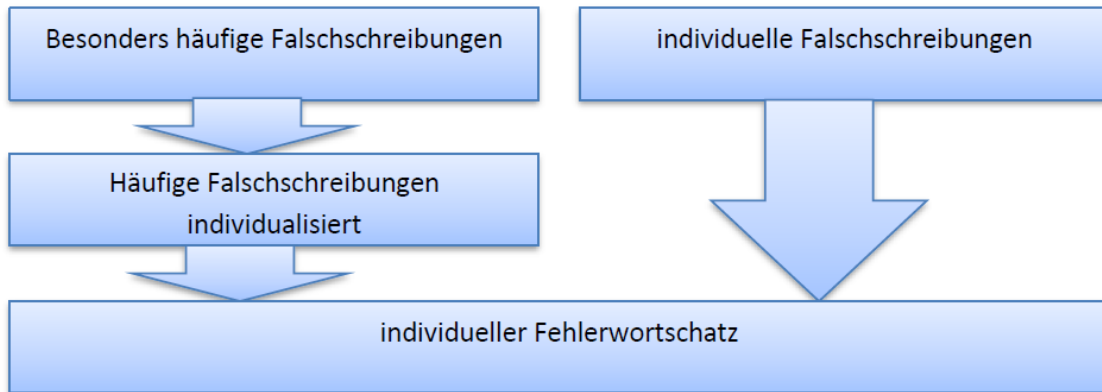 Besonders häufige Falschschreibungen
individuelle Falschschreibungen
Häufige Falschschreibungen
individualisiert
individueller Fehlerwortschatz